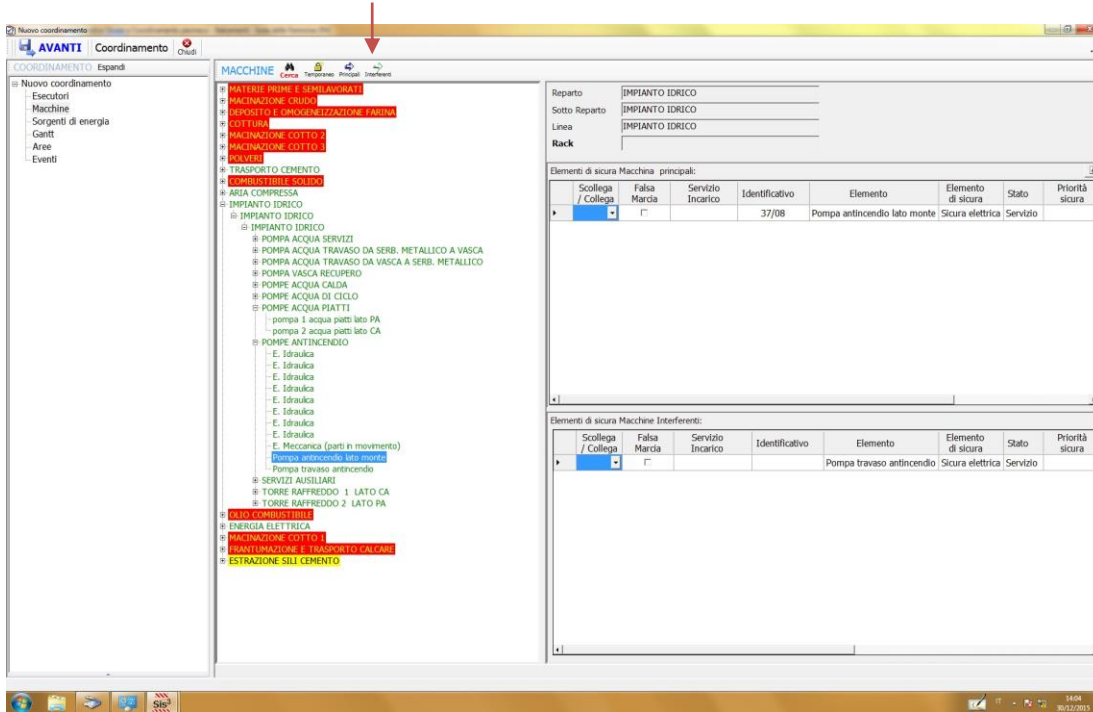 Nuovo coordinamento
AVANTI Coordinamento Chiudi
COORDINAMENTO Espandi
Nuovo coordinamento
Esecutori
Macchine
Sorgenti di energia
Gantt
Aree
Eventi
MACCHINE Cerca Temporaneo Principali Interferenti
MATERIE PRIME E SEMILAVORATI
MACINAZIONE CRUDO
DEPOSITO E OMOGENEIZZAZIONE FARINA
COTTURA
MACINAZIONE COTTO 2
MACINAZIONE COTTO 3
POLVERI
TRASPORTO CEMENTO
COMBUSTIBILE SOLIDO
ARIA COMPRESSA
IMPIANTO IDRICO
IMPIANTO IDRICO
IMPIANTO IDRICO
POMPA ACQUA SERVIZI
POMPA ACQUA TRAVASO DA SERB. METALLICO A VASCA
POMPA ACQUA TRAVASO DA VASCA A SERB. METALLICO
POMPA VASCA RECUPERO
POMPE ACQUA CALDA
POMPE ACQUA DI CICLO
POMPE ACQUA PIATTI
pompa 1 acqua piatti lato PA
pompa 2 acqua piatti lato CA
POMPE ANTINCENDIO
E. Idraulica
E. Idraulica
E. Idraulica
E. Idraulica
E. Idraulica
E. Idraulica
E. Idraulica
E. Idraulica
E. Meccanica (parti in movimento)
Pompa antincendio lato monte
Pompa travaso antincendio
SERVIZI AUSILIARI
TORRE RAFFREDDO 1 LATO CA
TORRE RAFFREDDO 2 LATO PA
OLIO COMBUSTIBILE
ENERGIA ELETTRICA
MACINAZIONE COTTO 1
FRANTUMAZIONE E TRASPORTO CALCARE
ESTRAZIONE SILI CEMENTO
Reparto IMPIANTO IDRICO
Sotto Reparto IMPIANTO IDRICO
Linea IMPIANTO IDRICO
Rack
Elementi di sicura Macchina principali:
Scollega / Collega Falsa Marcia Servizio Incarico Identificativo Elemento Elemento di sicura Stato Priorità sicura
37/08 Pompa antincendio lato monte Sicura elettrica Servizio
Elementi di sicura Macchine Interferenti:
Scollega / Collega Falsa Marcia Servizio Incarico Identificativo Elemento Elemento di sicura Stato Priorità sicura
Pompa travaso antincendio Sicura elettrica Servizio
Sis
IT 14:04
30/12/2015